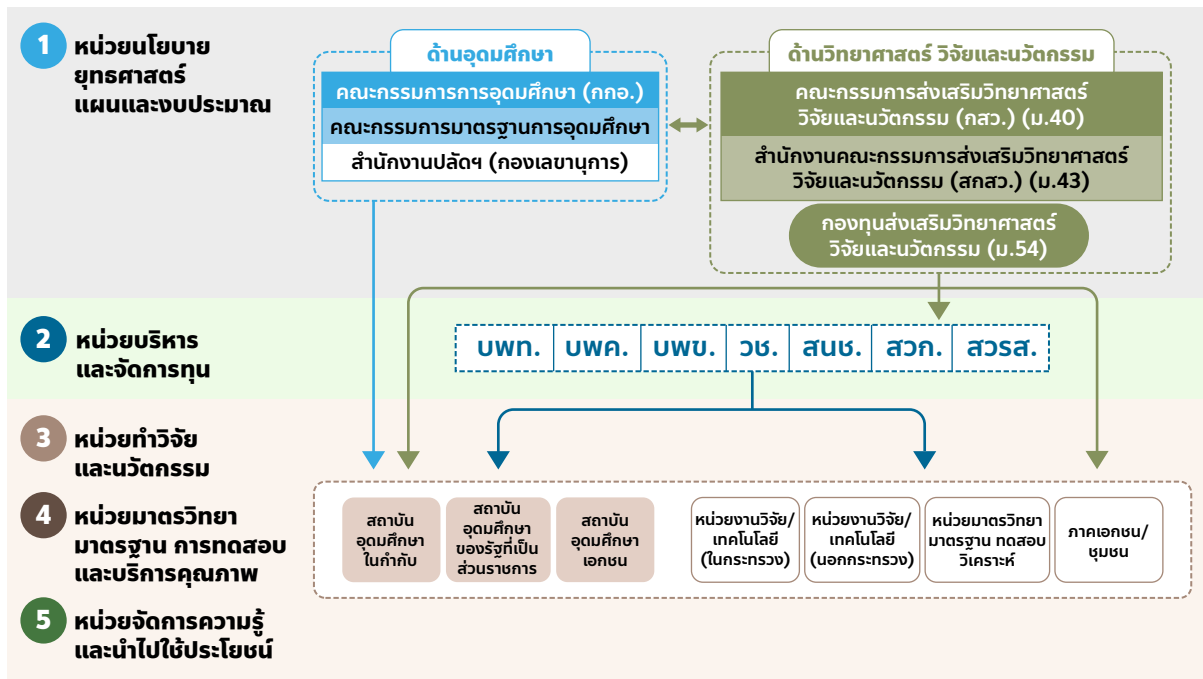 1
หน่วยนโยบาย
ยุทธศาสตร์
แผนและงบประมาณ
ด้านอุดมศึกษา
คณะกรรมการการอุดมศึกษา (กกอ.)
คณะกรรมการมาตรฐานการอุดมศึกษา
สำนักงานปลัดฯ (กองเลขานุการ)
ด้านวิทยาศาสตร์ วิจัยและนวัตกรรม
คณะกรรมการส่งเสริมวิทยาศาสตร์
วิจัยและนวัตกรรม (กสว.) (ม.40)
สำนักงานคณะกรรมการส่งเสริมวิทยาศาสตร์
วิจัยและนวัตกรรม (สกสว.) (ม.43)
กองทุนส่งเสริมวิทยาศาสตร์
วิจัยและนวัตกรรม (ม.54)
2
หน่วยบริหาร
และจัดการทุน
บพท. บพค. บพข. วช. สนช. สวก. สวรส.
3
หน่วยทำวิจัย
และนวัตกรรม
4
หน่วยมาตรวิทยา
มาตรฐาน การทดสอบ
และบริการคุณภาพ
5
หน่วยจัดการความรู้
และนำไปใช้ประโยชน์
สถาบัน
อุดมศึกษา
ในกำกับ
สถาบัน
อุดมศึกษา
ของรัฐที่เป็น
ส่วนราชการ
สถาบัน
อุดมศึกษา
เอกชน
หน่วยงานวิจัย/
เทคโนโลยี
(ในกระทรวง)
หน่วยงานวิจัย/
เทคโนโลยี
(นอกกระทรวง)
หน่วยมาตรวิทยา
มาตรฐาน ทดสอบ
วิเคราะห์
ภาคเอกชน/
ชุมชน